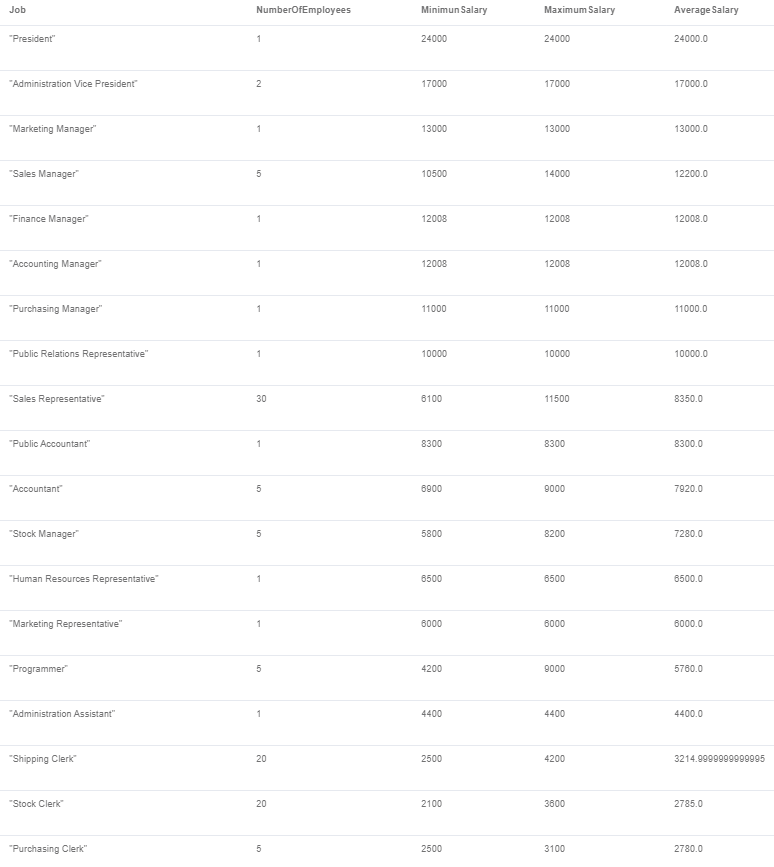 Job NumberOfEmployees MinimunSalary MaximumSalary AverageSalary
"President" 1 24000 24000 24000.0
"Administration Vice President" 2 17000 17000 17000.0
"Marketing Manager" 1 13000 13000 13000.0
"Sales Manager" 5 10500 14000 12200.0
"Finance Manager" 1 12008 12008 12008.0
"Accounting Manager" 1 12008 12008 12008.0
"Purchasing Manager" 1 11000 11000 11000.0
"Public Relations Representative" 1 10000 10000 10000.0
"Sales Representative" 30 6100 11500 8350.0
"Public Accountant" 1 8300 8300 8300.0
"Accountant" 5 6900 9000 7920.0
"Stock Manager" 5 5800 8200 7280.0
"Human Resources Representative" 1 6500 6500 6500.0
"Marketing Representative" 1 6000 6000 6000.0
"Programmer" 5 4200 9000 5760.0
"Administration Assistant" 1 4400 4400 4400.0
"Shipping Clerk" 20 2500 4200 3214.9999999999995
"Stock Clerk" 20 2100 3600 2785.0
"Purchasing Clerk" 5 2500 3100 2780.0